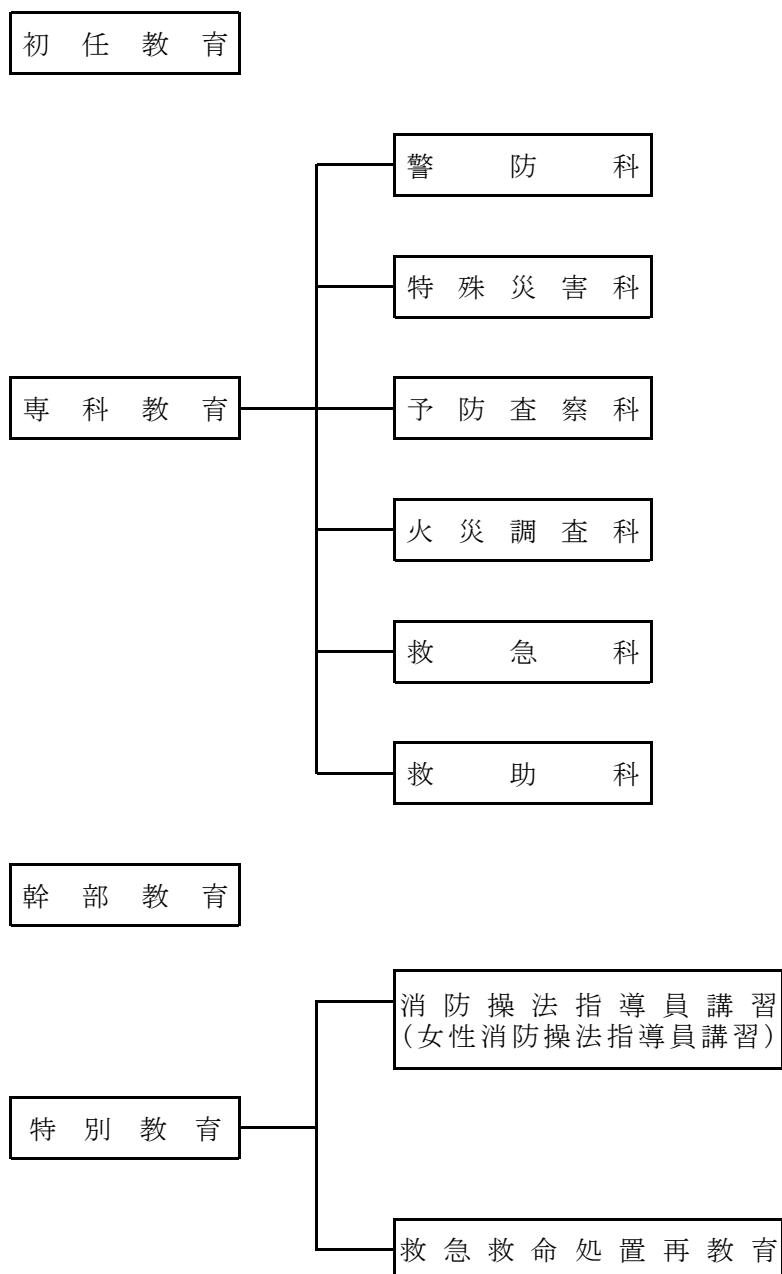 初任教育
警防科
特殊災害科
専科教育
予防査察科
火災調査科
救急科
救助科
幹部教育
消防操法指導員講習
(女性消防操法指導員講習)
特別教育
救急救命処置再教育